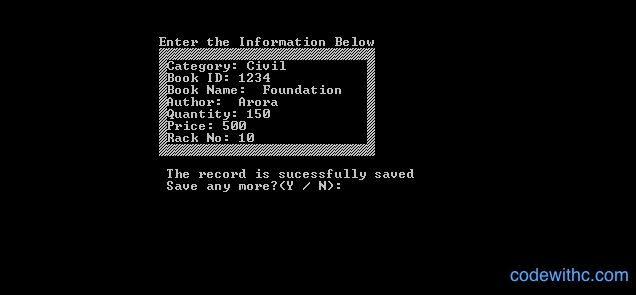 Enter the Information Below
Category: Civil
Book ID: 1234
Book Name:  Foundation
Author:  Arora
Quantity: 150
Price: 500
Rack No: 10
The record is sucessfully saved
Save any more?(Y / N):
codewithc.com